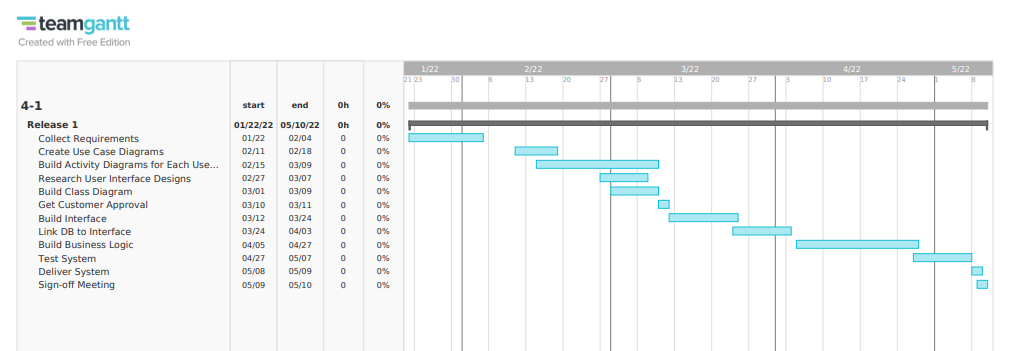 teamgantt
Created with Free Edition
1/22 2/22 3/22 4/22 5/22
21 23 30 6 13 20 27 6 13 20 27 3 10 17 24 1 8
4-1 start end 0h 0%
Release 1 01/22/22 05/10/22 0h 0%
Collect Requirements 01/22 02/04 0 0%
Create Use Case Diagrams 02/11 02/18 0 0%
Build Activity Diagrams for Each Use... 02/15 03/09 0 0%
Research User Interface Designs 02/27 03/07 0 0%
Build Class Diagram 03/01 03/09 0 0%
Get Customer Approval 03/10 03/11 0 0%
Build Interface 03/12 03/24 0 0%
Link DB to Interface 03/24 04/03 0 0%
Build Business Logic 04/05 04/27 0 0%
Test System 04/27 05/07 0 0%
Deliver System 05/08 05/09 0 0%
Sign-off Meeting 05/09 05/10 0 0%